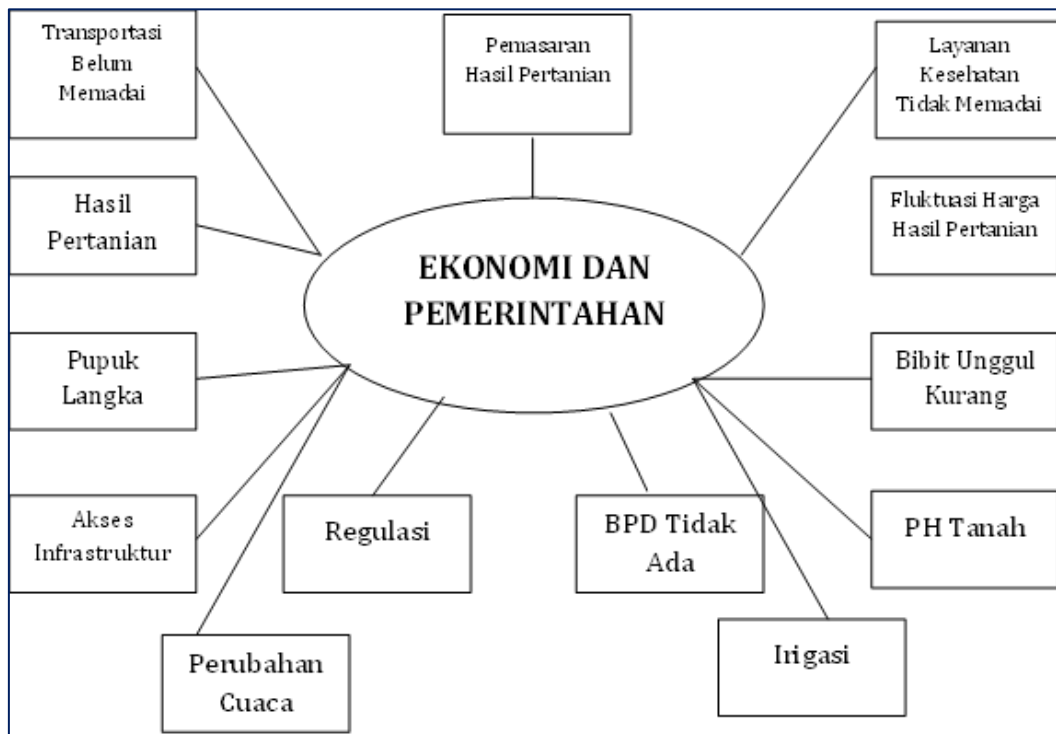 Transportasi
Belum
Memadai
Pemasaran
Hasil Pertanian
Layanan
Kesehatan
Tidak Memadai
Hasil
Pertanian
Fluktuasi Harga
Hasil Pertanian
EKONOMI DAN
PEMERINTAHAN
Pupuk
Langka
Bibit Unggul
Kurang
Akses
Infrastruktur
Regulasi
BPD Tidak
Ada
PH Tanah
Perubahan
Cuaca
Irigasi